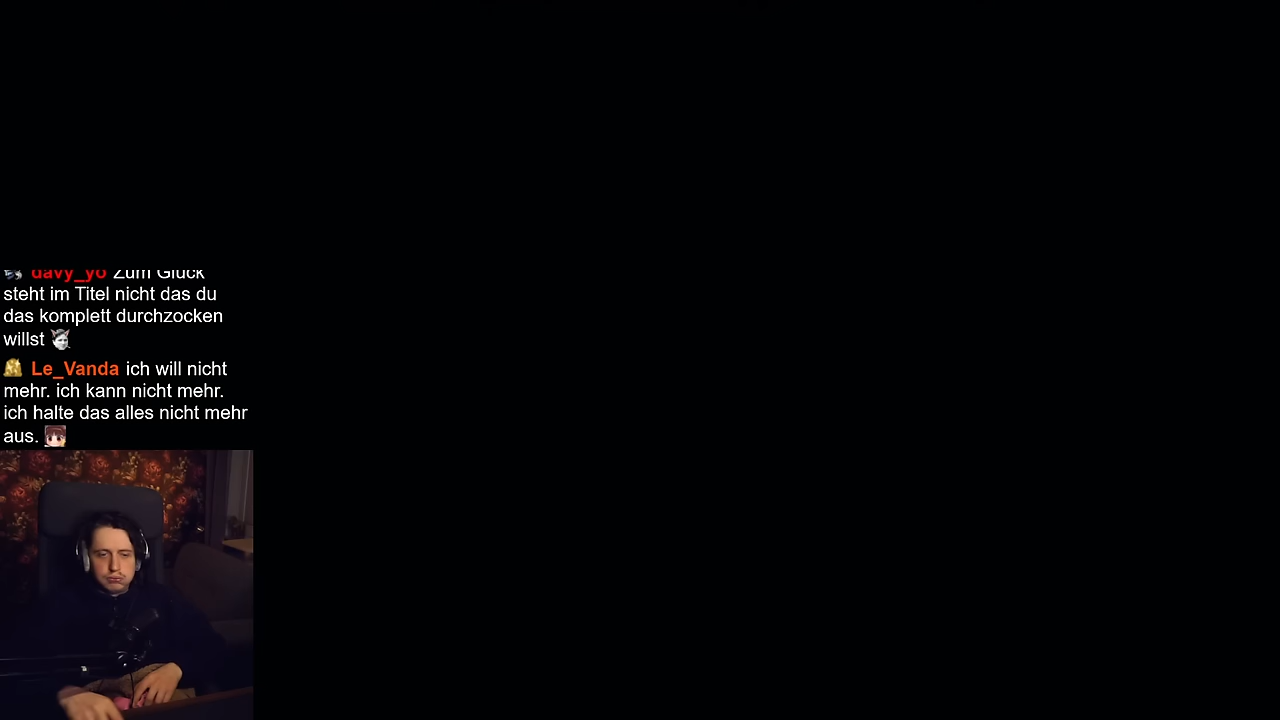 davy_yo Zum Glück
steht im Titel nicht das du
das komplett durchzocken
willst
Le_Vanda ich will nicht
mehr. ich kann nicht mehr.
ich halte das alles nicht mehr
aus.